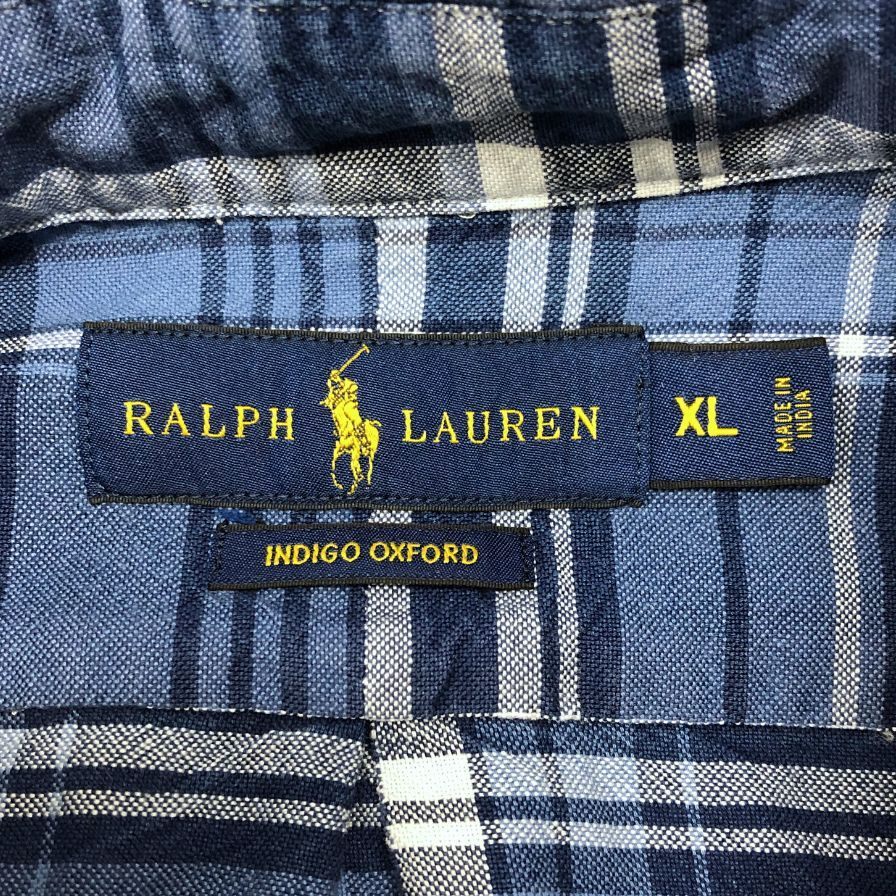 RALPH LAUREN
XL
MADE IN
INDIA
INDIGO OXFORD